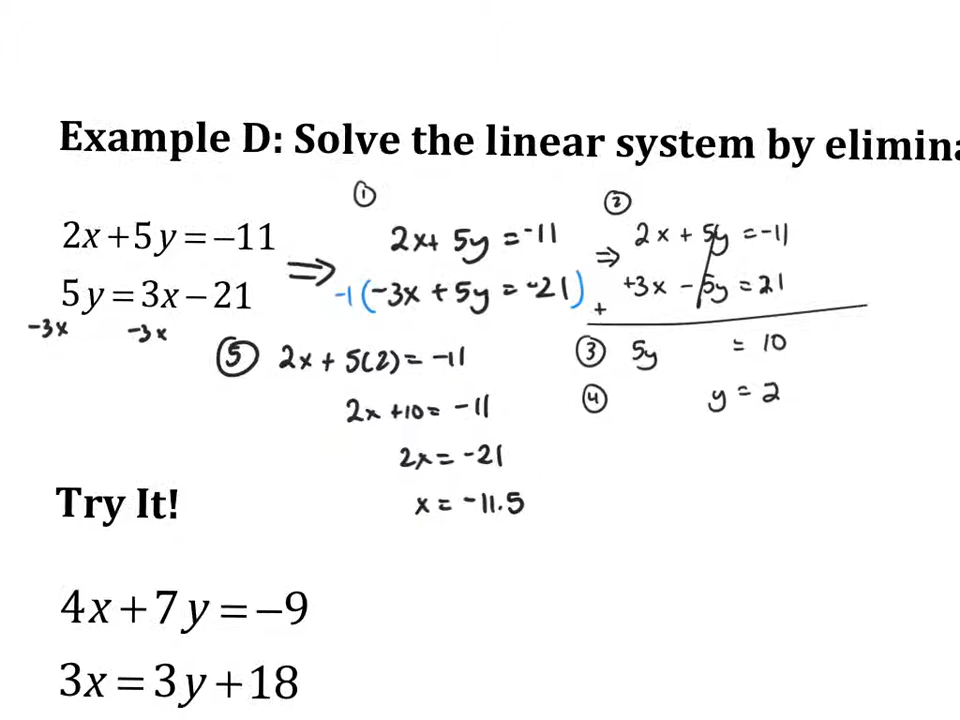 Example D: Solve the linear system by elimina
①
②
2x+5y=−11
5y=3x−21
-3x -3x
⇒
2x+ 5y = -11
-1(-3x + 5y = -21)
⇒ 2x + 5y = -11
+ +3x - 5y = 21
③ 5y = 10
④ y = 2
⑤ 2x + 5(2) = -11
2x +10 = -11
2x = -21
x = -11.5
Try It!
4x+7y=−9
3x=3y+18